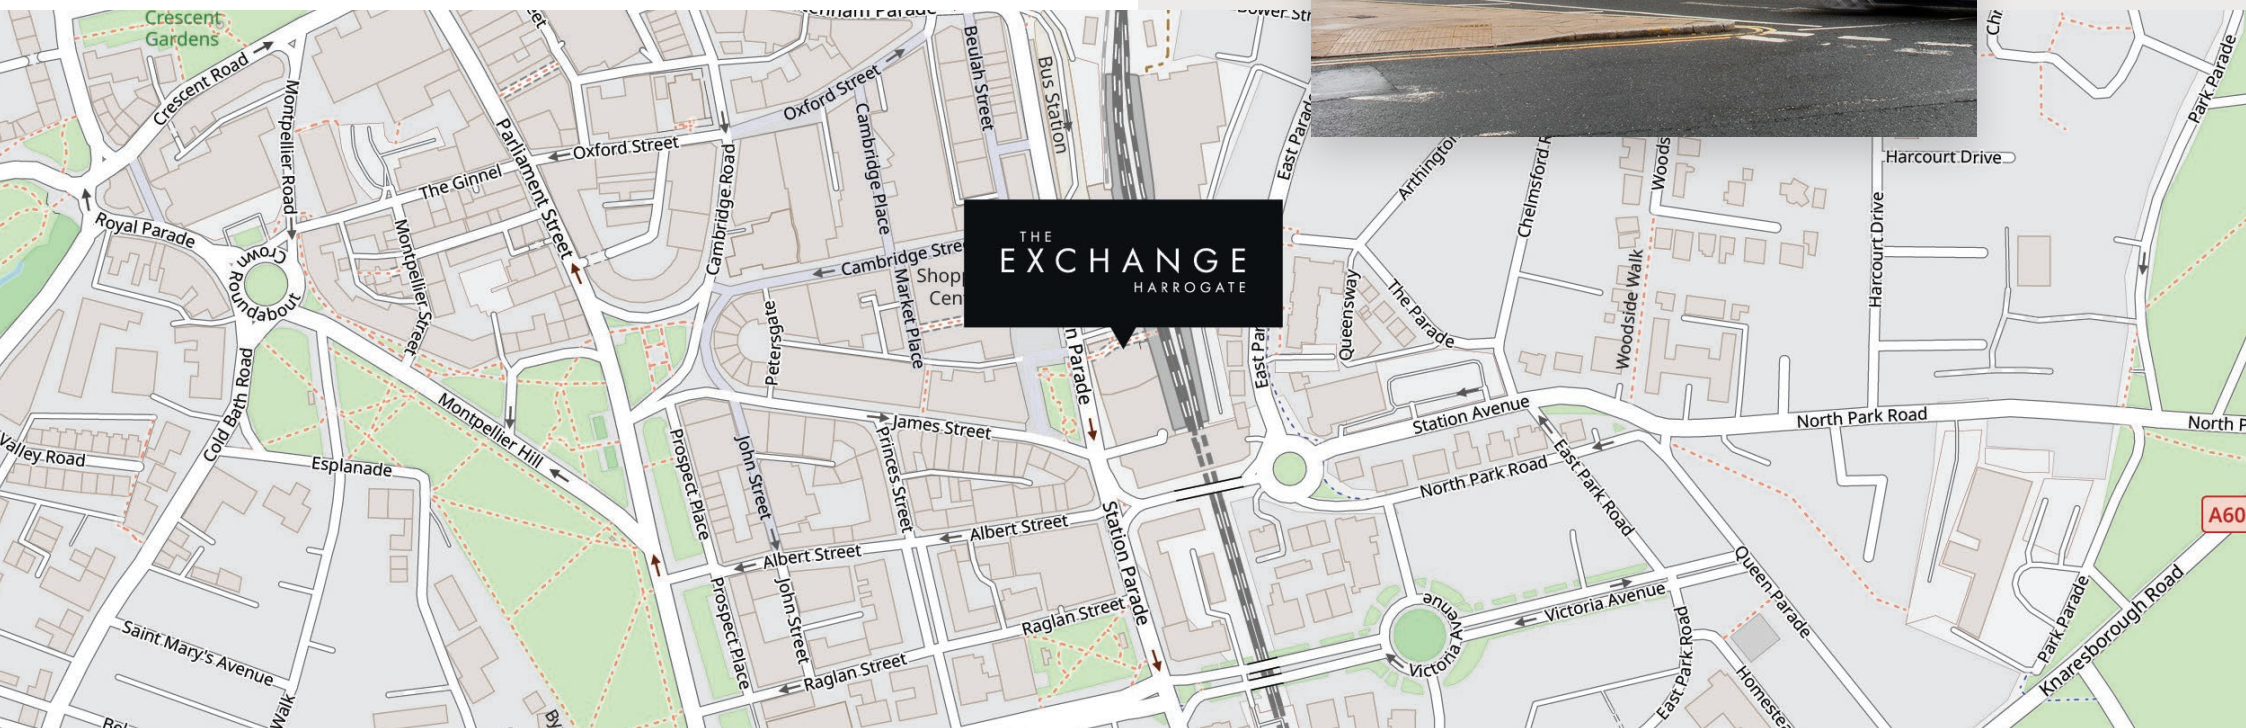 Crescent
Gardens
Crescent Road
Montpellier Road
Parliament Street
Oxford Street
Oxford Street
Beulah Street
Bus Station
Cambridge Place
Cambridge Road
The Ginnel
Royal Parade
Crown
Roundabout
Montpellier Street
Cambridge
Market Place
THE
EXCHANGE
HARROGATE
East
Arthington
Chelmsford
Harcourt Drive
Harcourt Drive
Park Parade
Woodside Walk
Queensway
The Parade
Petersgate
Parade
East
Cold Bath Road
Valley Road
Esplanade
Montpellier Hill
Prospect Place
John Street
James Street
Princes Street
Station Avenue
North Park Road
North
North Park Road
East Park Road
Albert Street
Albert Street
Station Parade
A60
Prospect Place
John Street
Raglan Street
Raglan Street
Victoria Avenue
Victoria Avenue
Queen Parade
Park Parade
Knaresborough Road
East Park Road
Saint Mary's Avenue
Walk
By